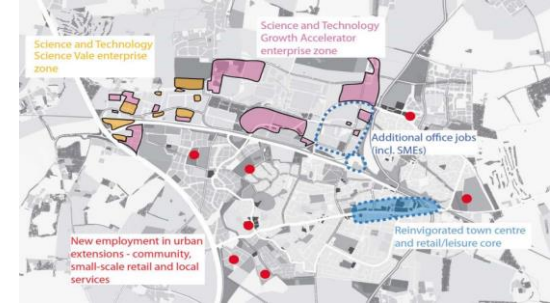 Science and Technology
Science Vale enterprise
zone
Science and Technology
Growth Accelerator
enterprise zone
Additional office jobs
(incl. SMEs)
Reinvigorated town centre
and retail/leisure core
New employment in urban
extensions - community,
small-scale retail and local
services